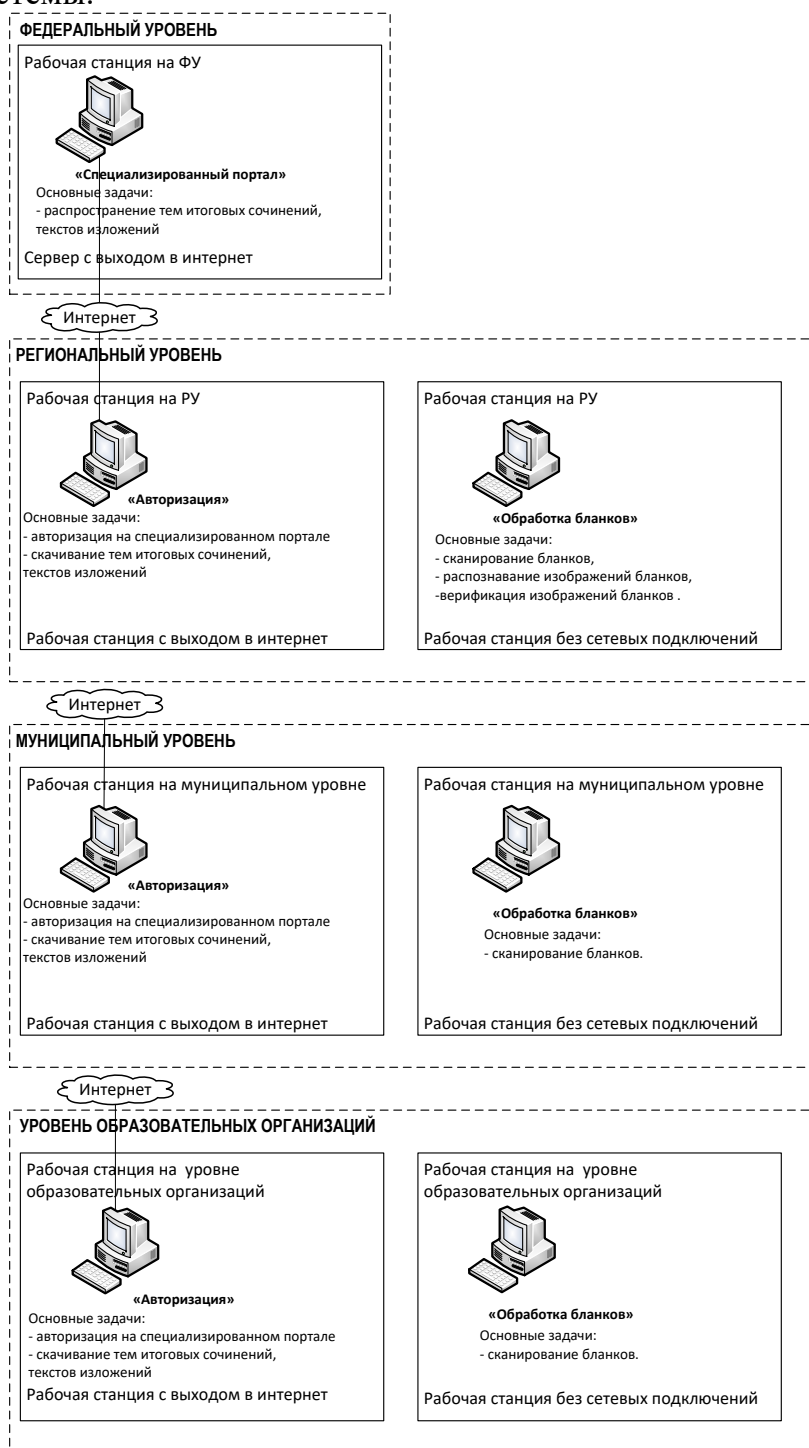 стемы.
ФЕДЕРАЛЬНЫЙ УРОВЕНЬ
Рабочая станция на ФУ
«Специализированный портал»
Основные задачи:
- распространение тем итоговых сочинений,
текстов изложений
Сервер с выходом в интернет
Интернет
РЕГИОНАЛЬНЫЙ УРОВЕНЬ
Рабочая станция на РУ
«Авторизация»
Основные задачи:
- авторизация на специализированном портале
- скачивание тем итоговых сочинений,
текстов изложений
Рабочая станция с выходом в интернет
Рабочая станция на РУ
«Обработка бланков»
Основные задачи:
- сканирование бланков,
- распознавание изображений бланков,
-верификация изображений бланков .
Рабочая станция без сетевых подключений
Интернет
МУНИЦИПАЛЬНЫЙ УРОВЕНЬ
Рабочая станция на муниципальном уровне
«Авторизация»
Основные задачи:
- авторизация на специализированном портале
- скачивание тем итоговых сочинений,
текстов изложений
Рабочая станция с выходом в интернет
Рабочая станция на муниципальном уровне
«Обработка бланков»
Основные задачи:
- сканирование бланков.
Рабочая станция без сетевых подключений
Интернет
УРОВЕНЬ ОБРАЗОВАТЕЛЬНЫХ ОРГАНИЗАЦИЙ
Рабочая станция на  уровне
образовательных организаций
«Авторизация»
Основные задачи:
- авторизация на специализированном портале
- скачивание тем итоговых сочинений,
текстов изложений
Рабочая станция с выходом в интернет
Рабочая станция на  уровне
образовательных организаций
«Обработка бланков»
Основные задачи:
- сканирование бланков.
Рабочая станция без сетевых подключений